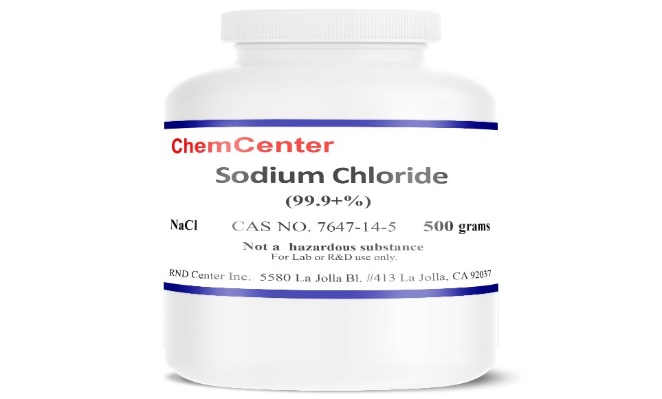 ChemCenter
Sodium Chloride
(99.9+%)
NaCl CAS NO. 7647-14-5 500 grams
Not a hazardous substance
For Lab or R&D use only.
RND Center Inc. 5580 La Jolla Bl. #413 La Jolla, CA 92037